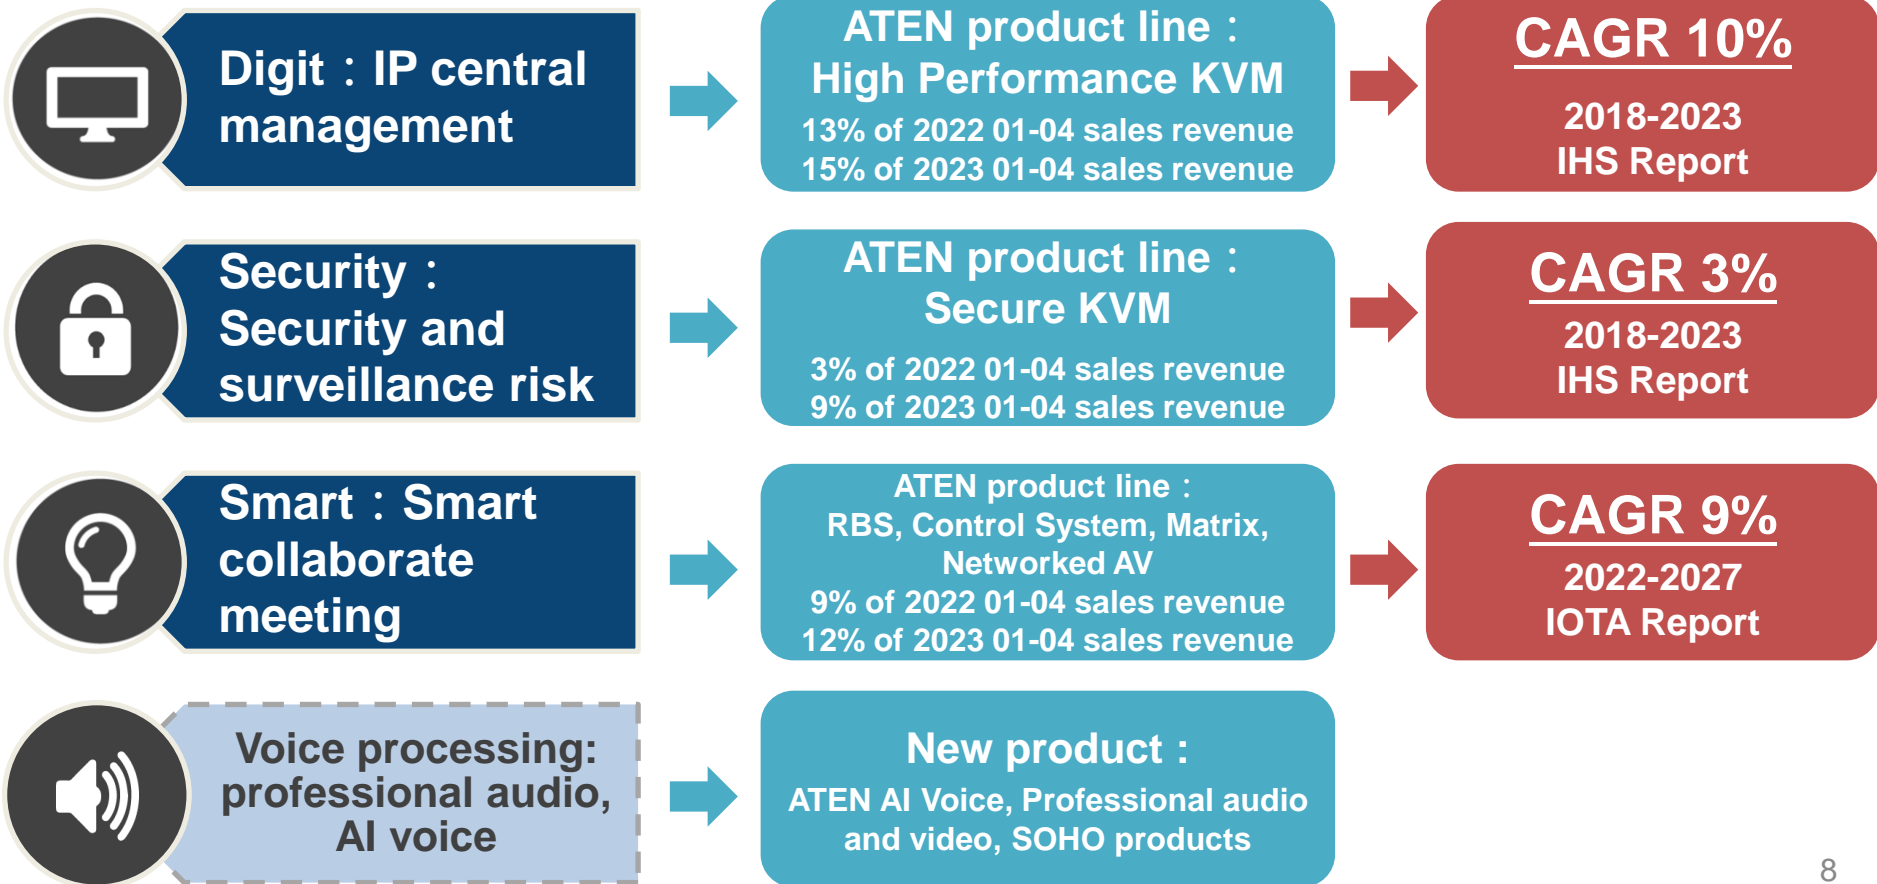 Digit：IP central
management
ATEN product line：
High Performance KVM
13% of 2022 01-04 sales revenue
15% of 2023 01-04 sales revenue
CAGR 10%
2018-2023
IHS Report
Security：
Security and
surveillance risk
ATEN product line：
Secure KVM
3% of 2022 01-04 sales revenue
9% of 2023 01-04 sales revenue
CAGR 3%
2018-2023
IHS Report
Smart：Smart
collaborate
meeting
ATEN product line：
RBS, Control System, Matrix,
Networked AV
9% of 2022 01-04 sales revenue
12% of 2023 01-04 sales revenue
CAGR 9%
2022-2027
IOTA Report
Voice processing:
professional audio,
AI voice
New product：
ATEN AI Voice, Professional audio
and video, SOHO products
8